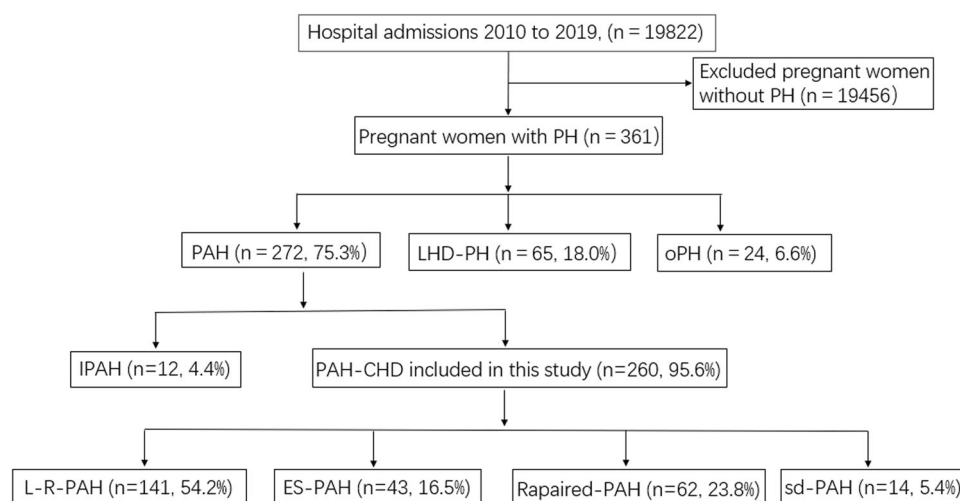 Hospital admissions 2010 to 2019, (n = 19822)
Excluded pregnant women
without PH (n = 19456)
Pregnant women with PH (n = 361)
PAH (n = 272, 75.3%)
LHD-PH (n = 65, 18.0%)
oPH (n = 24, 6.6%)
IPAH (n=12, 4.4%)
PAH-CHD included in this study (n=260, 95.6%)
L-R-PAH (n=141, 54.2%)
ES-PAH (n=43, 16.5%)
Rapaired-PAH (n=62, 23.8%)
sd-PAH (n=14, 5.4%)